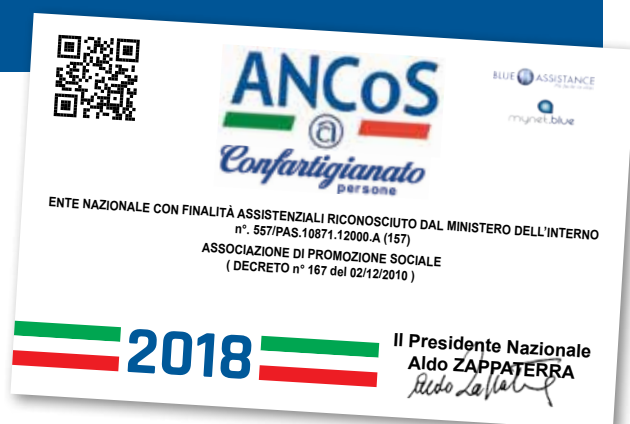 BLUE ASSISTANCE
mynet.blue
ANCoS
@
Confartigianato
persone
ENTE NAZIONALE CON FINALITÀ ASSISTENZIALI RICONOSCIUTO DAL MINISTERO DELL'INTERNO
n°. 557/PAS.10871.12000.A (157)
ASSOCIAZIONE DI PROMOZIONE SOCIALE
( DECRETO n° 167 del 02/12/2010 )
2018
Il Presidente Nazionale
Aldo ZAPPATERRA